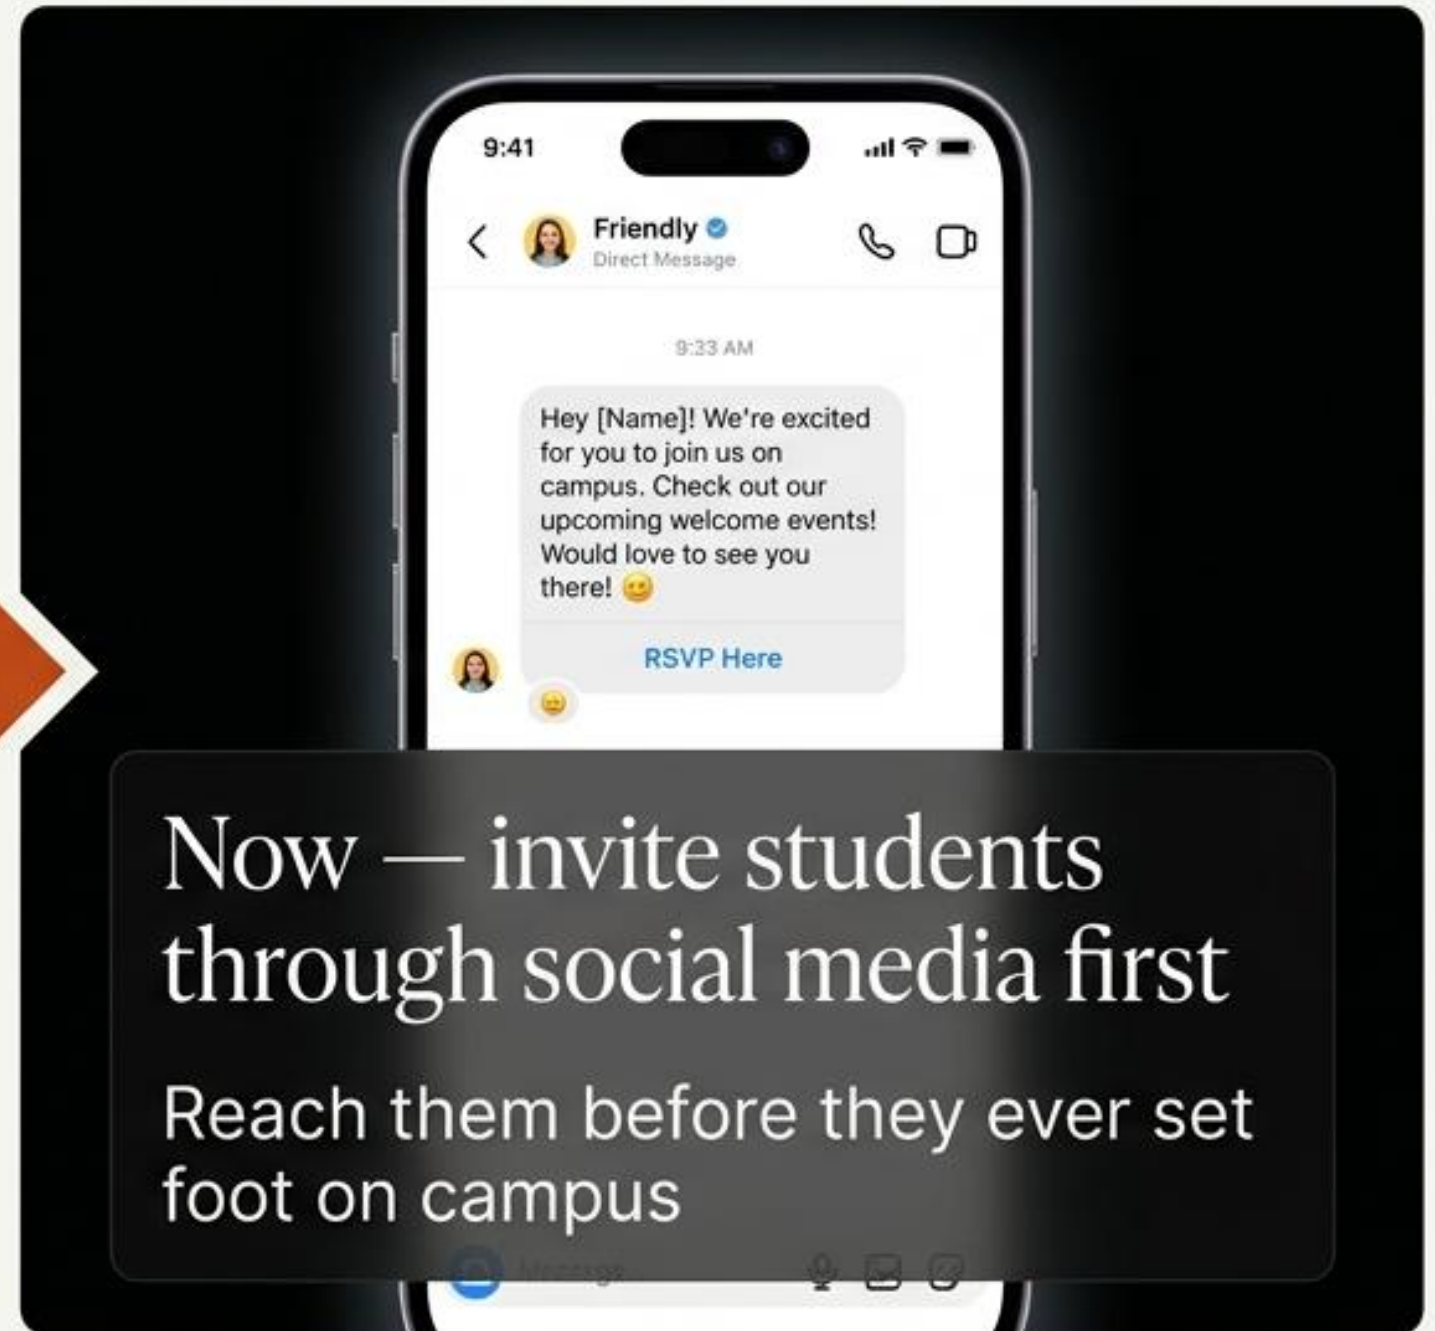 9:41
Friendly
Direct Message
9:33 AM
Hey [Name]! We're excited
for you to join us on
campus. Check out our
upcoming welcome events!
Would love to see you
there! 😊
RSVP Here
Now — invite students
through social media first
Reach them before they ever set
foot on campus
Message